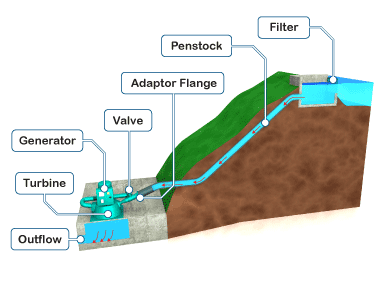 Filter
Penstock
Adaptor Flange
Valve
Generator
Turbine
Outflow